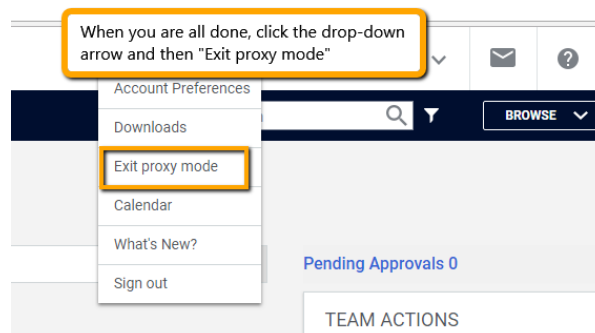 When you are all done, click the drop-down
arrow and then "Exit proxy mode"
Account Preferences
BROWSE
Downloads
Exit proxy mode
Calendar
What's New?
Sign out
Pending Approvals 0
TEAM ACTIONS